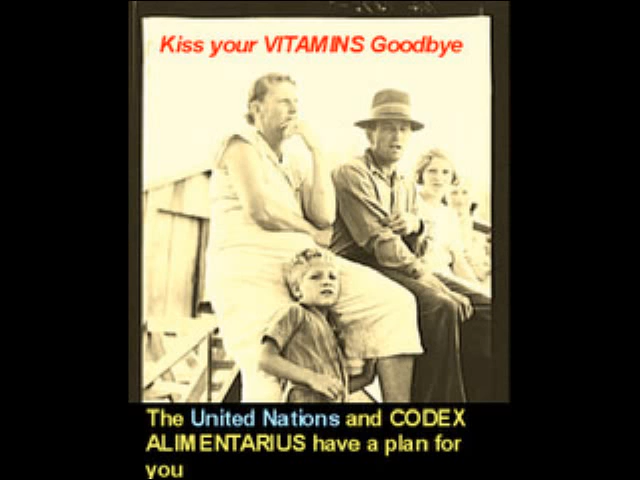 Kiss your VITAMINS Goodbye
The United Nations and CODEX
ALIMENTARIUS have a plan for
you